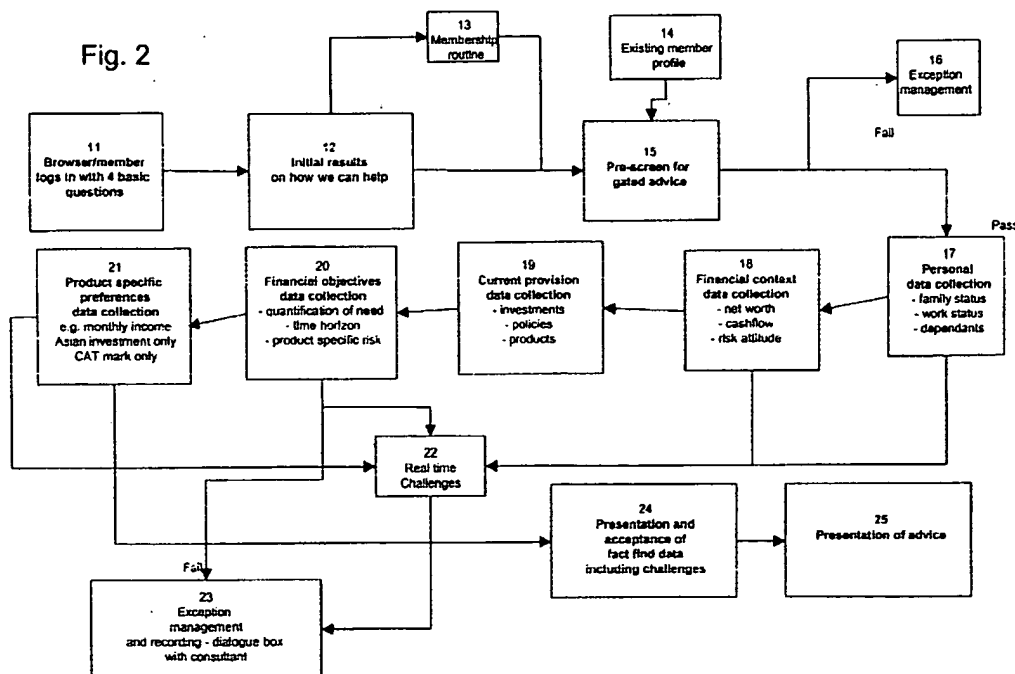 Fig. 2
13
Membership
routine
14
Existing member
profile
16
Exception
management
11
Browser/member
logs in with 4 basic
questions
12
Initial results
on how we can help
15
Pre-screen for
gated advice
Fail
Pass
21
Product specific
preferences
data collection
e.g. monthly income
Asian investment only
CAT mark only
20
Financial objectives
data collection
- quantification of need
- time horizon
- product specific risk
19
Current provision
data collection
- investments
- policies
- products
18
Financial context
data collection
- net worth
- cashflow
- risk attitude
17
Personal
data collection
- family status
- work status
- dependants
22
Real time
Challenges
24
Presentation and
acceptance of
fact find data
including challenges
25
Presentation of advice
Fail
23
Exception
management
and recording - dialogue box
with consultant